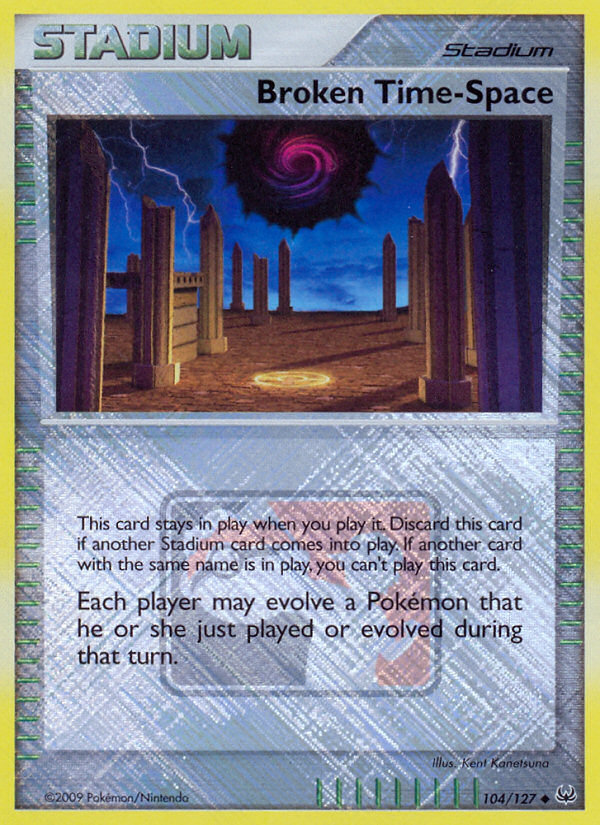 STADIUM
Stadium
Broken Time-Space
This card stays in play when you play it. Discard this card
if another Stadium card comes into play. If another card
with the same name is in play, you can't play this card.
Each player may evolve a Pokémon that
he or she just played or evolved during
that turn.
Illus. Kent Kanetsuna
©2009 Pokémon/Nintendo
104/127